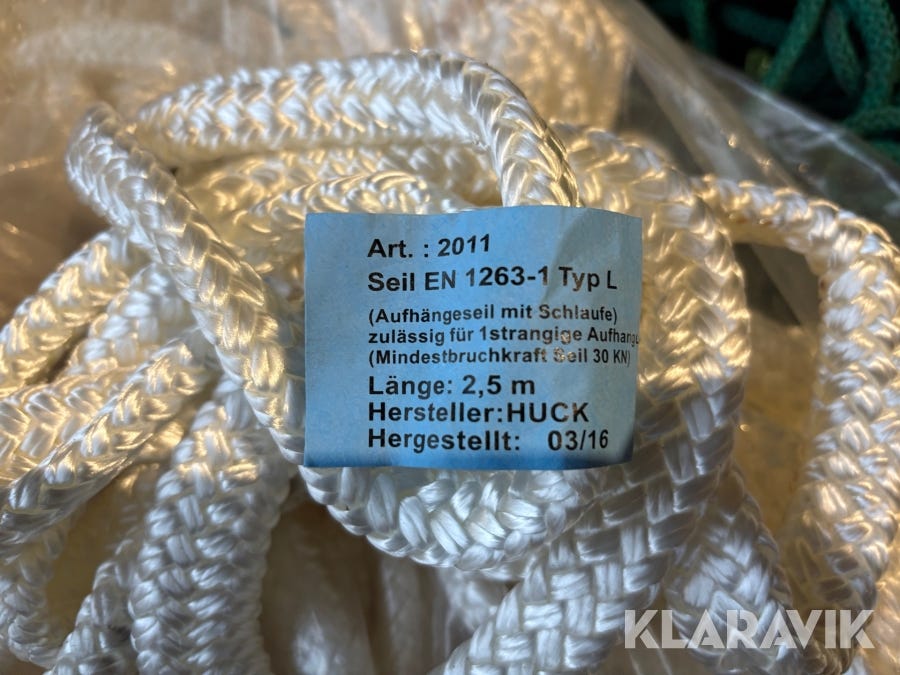 Art. : 2011
Seil EN 1263-1 Typ L
(Aufhängeseil mit Schlaufe)
zulässig für 1strangige Aufhangu
(Mindestbruchkraft Seil 30 KN)
Länge: 2,5 m
Hersteller:HUCK
Hergestellt: 03/16
KLARAVIK